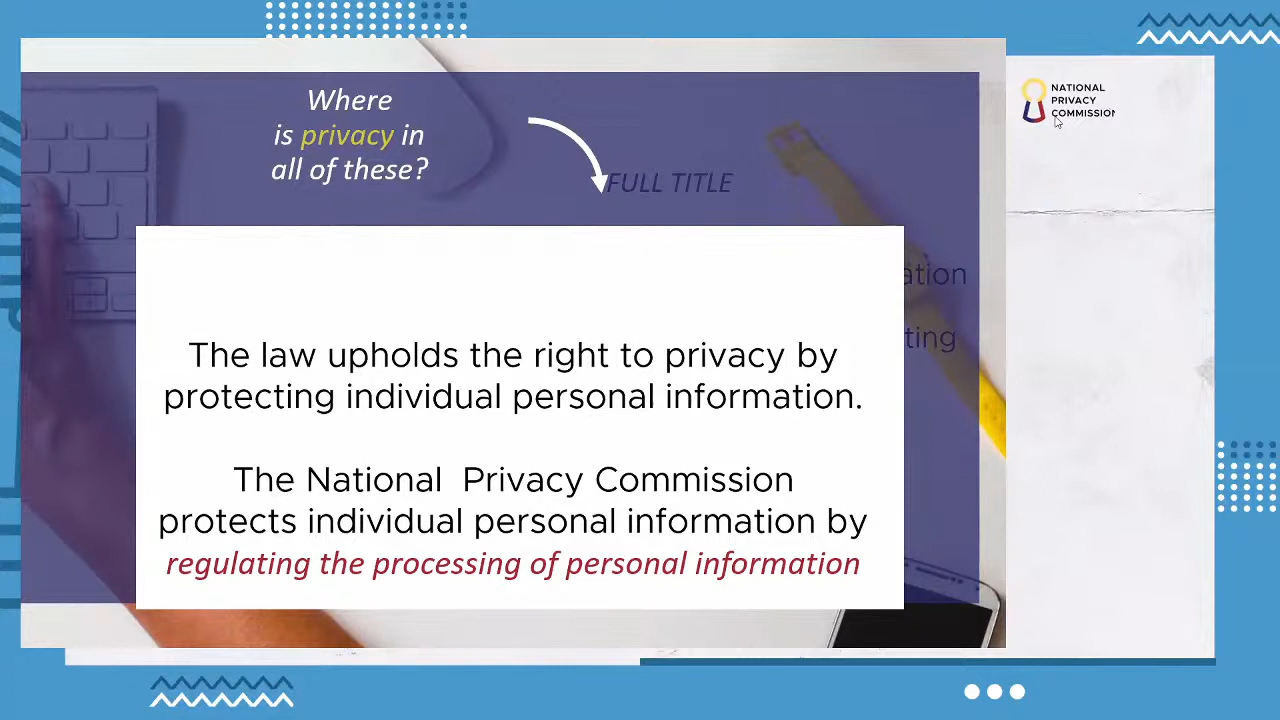 Where
is privacy in
all of these?
FULL TITLE
NATIONAL
PRIVACY
COMMISSION
ation
ting
The law upholds the right to privacy by
protecting individual personal information.
The National Privacy Commission
protects individual personal information by
regulating the processing of personal information